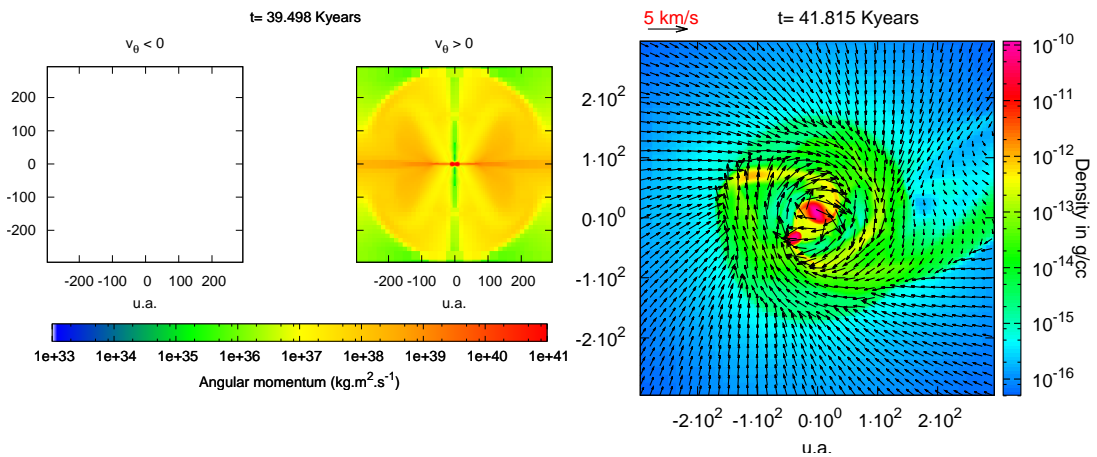 t= 39.498 Kyears
v_θ < 0
v_θ > 0
200
100
0
-100
-200
-200 -100 0 100 200
u.a.
-200 -100 0 100 200
u.a.
1e+33 1e+34 1e+35 1e+36 1e+37 1e+38 1e+39 1e+40 1e+41
Angular momentum (kg.m².s⁻¹)
5 km/s
t= 41.815 Kyears
2·10²
1·10²
0·10⁰
-1·10²
-2·10²
-2·10² -1·10² 0·10⁰ 1·10² 2·10²
u.a.
10⁻¹⁰
10⁻¹¹
10⁻¹²
10⁻¹³
10⁻¹⁴
10⁻¹⁵
10⁻¹⁶
Density in g/cc